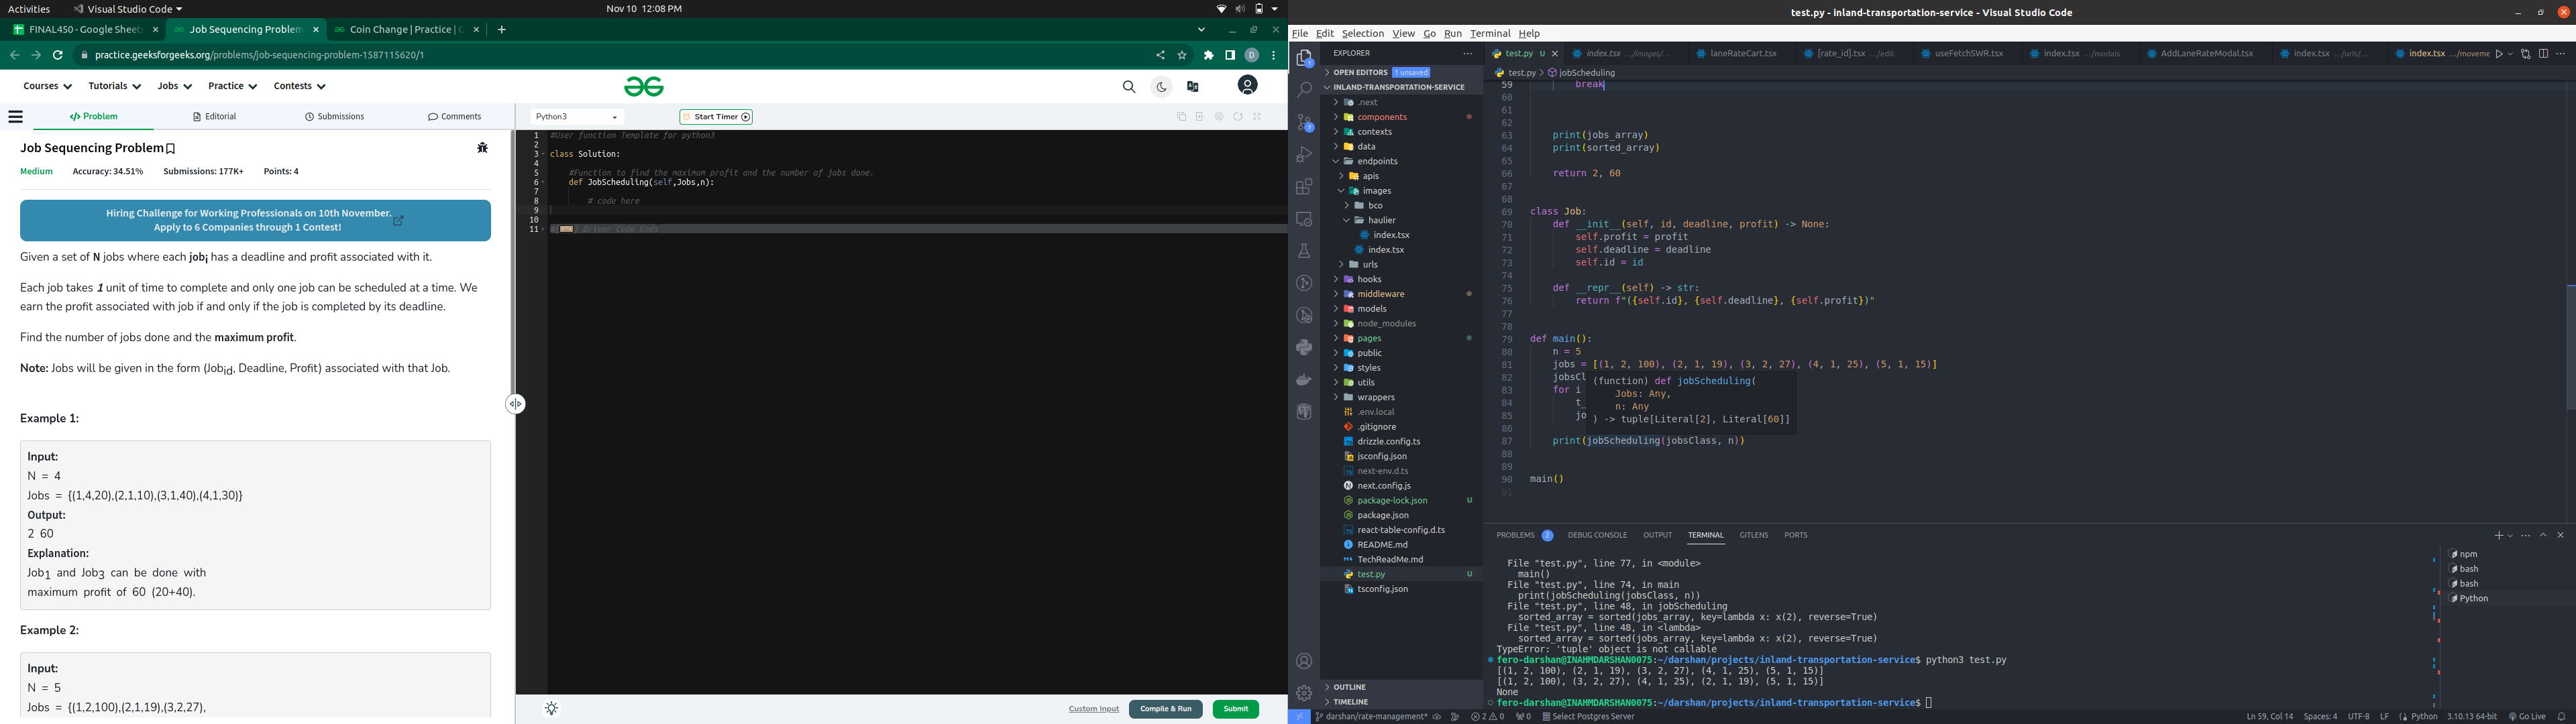 Activities
Visual Studio Code
Nov 10 12:08 PM
FINAL450 - Google Sheet
Job Sequencing Problem
Coin Change | Practice | G
practice.geeksforgeeks.org/problems/job-sequencing-problem-1587115620/1
D
Courses
Tutorials
Jobs
Practice
Contests
Problem
Editorial
Submissions
Comments
Job Sequencing Problem
Medium Accuracy: 34.51% Submissions: 177K+ Points: 4
Hiring Challenge for Working Professionals on 10th November.
Apply to 6 Companies through 1 Contest!
Given a set of N jobs where each jobi has a deadline and profit associated with it.
Each job takes 1 unit of time to complete and only one job can be scheduled at a time. We
earn the profit associated with job if and only if the job is completed by its deadline.
Find the number of jobs done and the maximum profit.
Note: Jobs will be given in the form (Jobid, Deadline, Profit) associated with that Job.
Example 1:
Input:
N = 4
Jobs = {(1,4,20),(2,1,10),(3,1,40),(4,1,30)}
Output:
2 60
Explanation:
Job1 and Job3 can be done with
maximum profit of 60 (20+40).
Example 2:
Input:
N = 5
Jobs = {(1,2,100),(2,1,19),(3,2,27),
Python3
Start Timer
1 #User function Template for python3
2
3 class Solution:
4
5 #Function to find the maximum profit and the number of jobs done.
6 def JobScheduling(self,Jobs,n):
7
8 # code here
9
10
11 Driver Code Ends
Custom Input
Compile & Run
Submit
test.py - inland-transportation-service - Visual Studio Code
File Edit Selection View Go Run Terminal Help
EXPLORER
OPEN EDITORS 1 unsaved
INLAND-TRANSPORTATION-SERVICE
.next
components
contexts
data
endpoints
apis
images
bco
haulier
index.tsx
index.tsx
urls
hooks
middleware
models
node_modules
pages
public
styles
utils
wrappers
.env.local
.gitignore
drizzle.config.ts
jsconfig.json
next-env.d.ts
next.config.js
package-lock.json U
package.json
react-table-config.d.ts
README.md
TechReadMe.md
test.py U
tsconfig.json
OUTLINE
TIMELINE
test.py U
index.tsx .../images/...
laneRateCart.tsx
[rate_id].tsx .../edit
useFetchSWR.tsx
index.tsx .../models
AddLaneRateModal.tsx
index.tsx .../urls/...
index.tsx .../moveme
test.py > jobScheduling
59 break
60
61
62
63 print(jobs_array)
64 print(sorted_array)
65
66 return 2, 60
67
68
69 class Job:
70 def __init__(self, id, deadline, profit) -> None:
71 self.profit = profit
72 self.deadline = deadline
73 self.id = id
74
75 def __repr__(self) -> str:
76 return f"({self.id}, {self.deadline}, {self.profit})"
77
78
79 def main():
80 n = 5
81 jobs = [(1, 2, 100), (2, 1, 19), (3, 2, 27), (4, 1, 25), (5, 1, 15)]
82 jobsCl
83 for i
84 t_
85 jo
86
(function) def jobScheduling(
Jobs: Any,
n: Any
) -> tuple[Literal[2], Literal[60]]
87 print(jobScheduling(jobsClass, n))
88
89
90 main()
91
PROBLEMS 2 DEBUG CONSOLE OUTPUT TERMINAL GITLENS PORTS
File "test.py", line 77, in <module>
main()
File "test.py", line 74, in main
print(jobScheduling(jobsClass, n))
File "test.py", line 48, in jobScheduling
sorted_array = sorted(jobs_array, key=lambda x: x(2), reverse=True)
File "test.py", line 48, in <lambda>
sorted_array = sorted(jobs_array, key=lambda x: x(2), reverse=True)
TypeError: 'tuple' object is not callable
fero-darshan@INAHMDARSHAN0075:~/darshan/projects/inland-transportation-service$ python3 test.py
[(1, 2, 100), (2, 1, 19), (3, 2, 27), (4, 1, 25), (5, 1, 15)]
[(1, 2, 100), (3, 2, 27), (4, 1, 25), (2, 1, 19), (5, 1, 15)]
None
fero-darshan@INAHMDARSHAN0075:~/darshan/projects/inland-transportation-service$
npm
bash
bash
Python
darshan/rate-management*
2 0
0
Select Postgres Server
Ln 59, Col 14 Spaces: 4 UTF-8 LF Python 3.10.13 64-bit Go Live